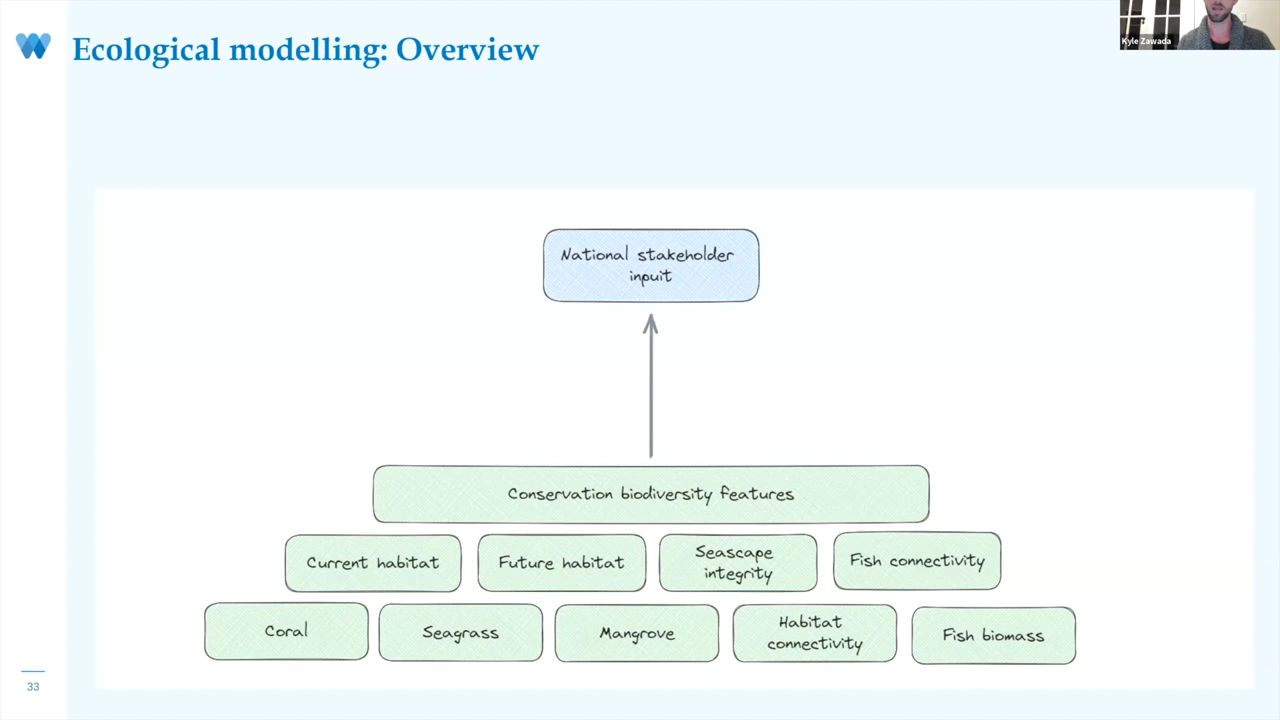 Ecological modelling: Overview
Kyle Zawada
National stakeholder
inpuit
Conservation biodiversity features
Current habitat
Future habitat
Seascape
integrity
Fish connectivity
Coral
Seagrass
Mangrove
Habitat
connectivity
Fish biomass
33